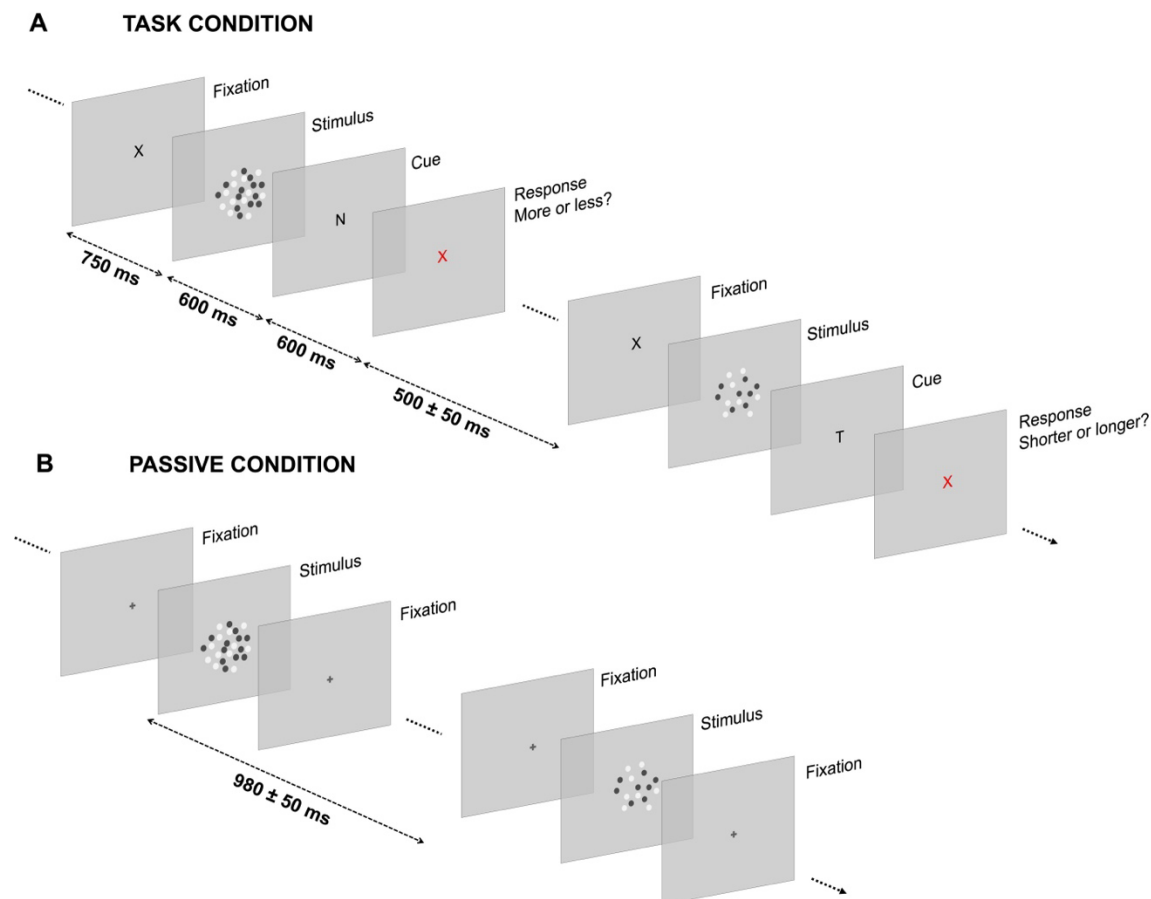 A TASK CONDITION
Fixation
X
Stimulus
Cue
N
Response
More or less?
X
750 ms
600 ms
600 ms
500 ± 50 ms
Fixation
X
Stimulus
Cue
T
Response
Shorter or longer?
X
B PASSIVE CONDITION
Fixation
+
Stimulus
Fixation
+
980 ± 50 ms
Fixation
+
Stimulus
Fixation
+